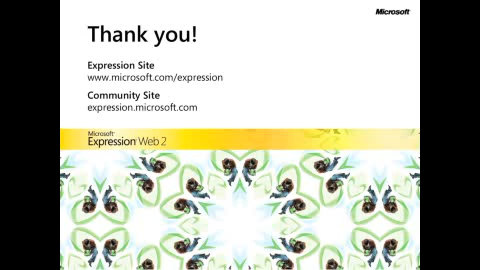 Microsoft
Thank you!
Expression Site
www.microsoft.com/expression
Community Site
expression.microsoft.com
Microsoft
Expression Web 2